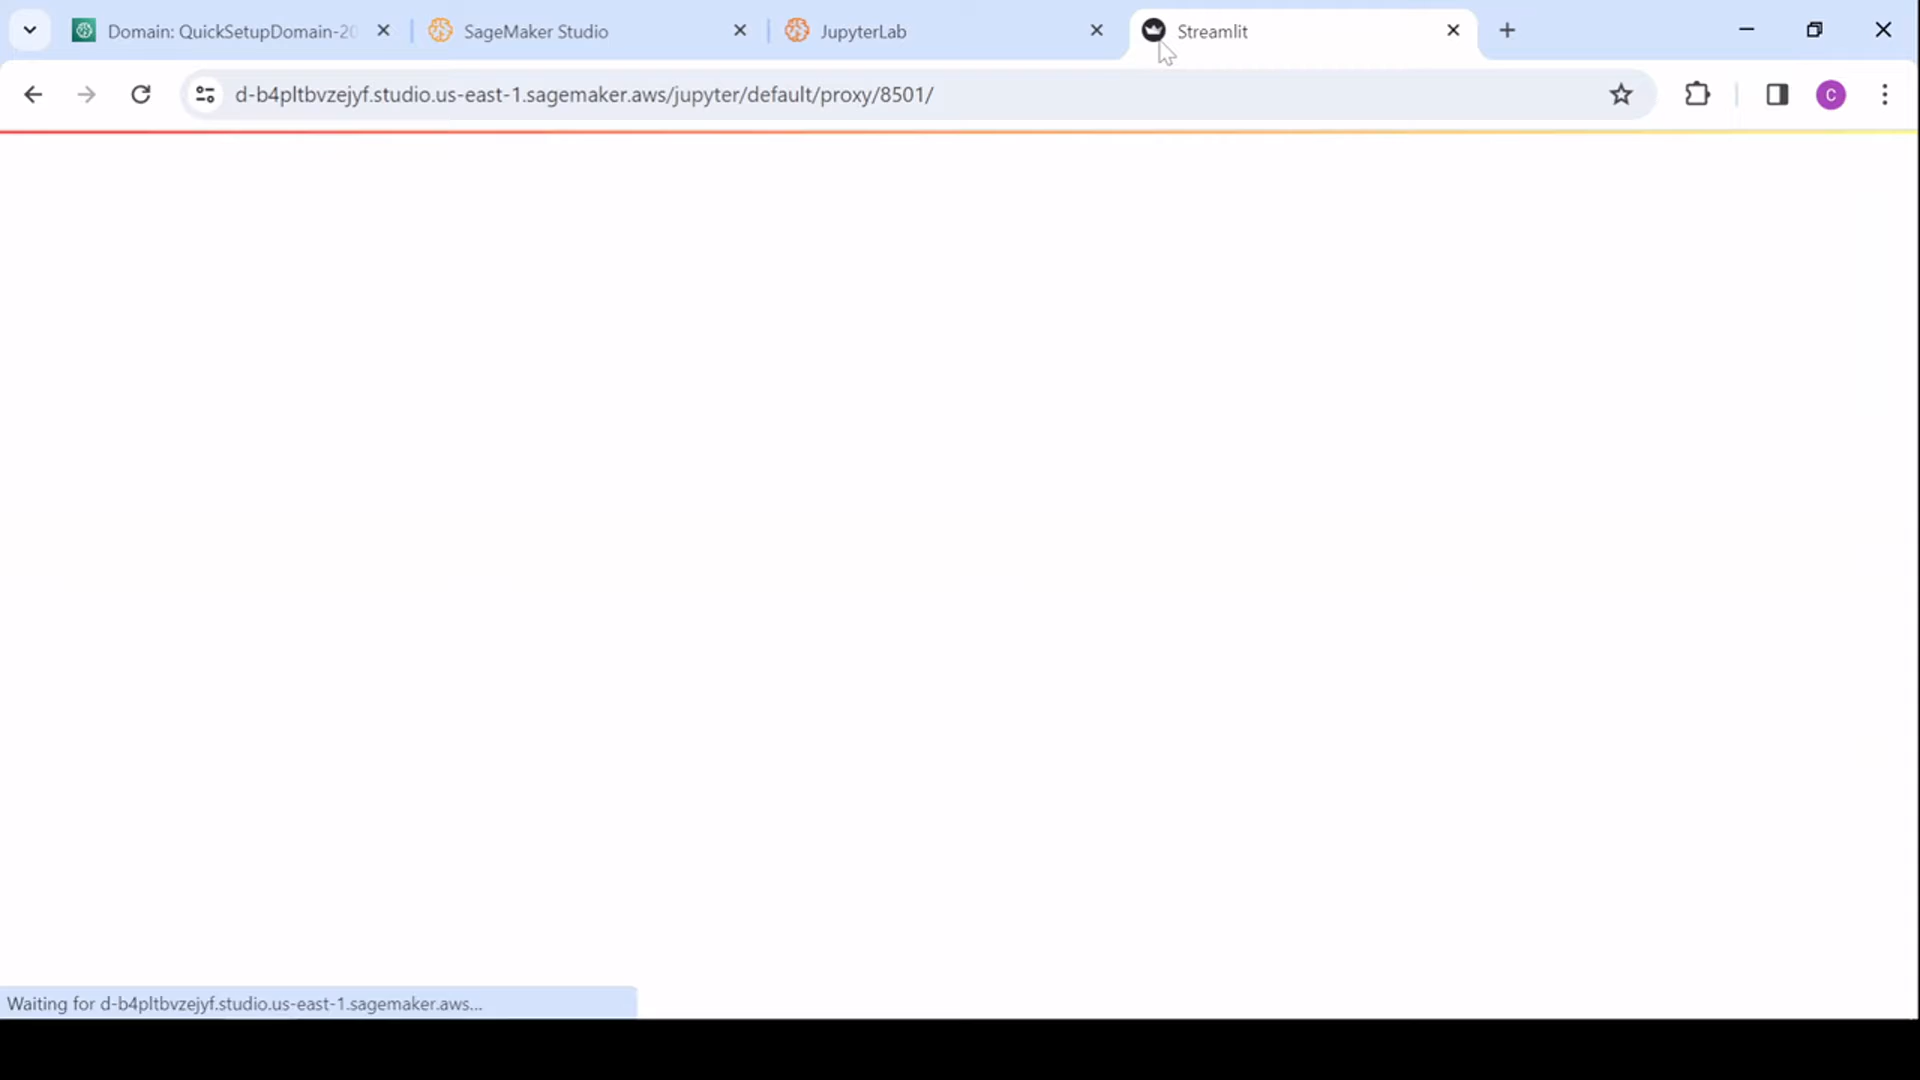 Domain: QuickSetupDomain-20
SageMaker Studio
JupyterLab
Streamlit
d-b4pltbvzejyf.studio.us-east-1.sagemaker.aws/jupyter/default/proxy/8501/
C
Waiting for d-b4pltbvzejyf.studio.us-east-1.sagemaker.aws...